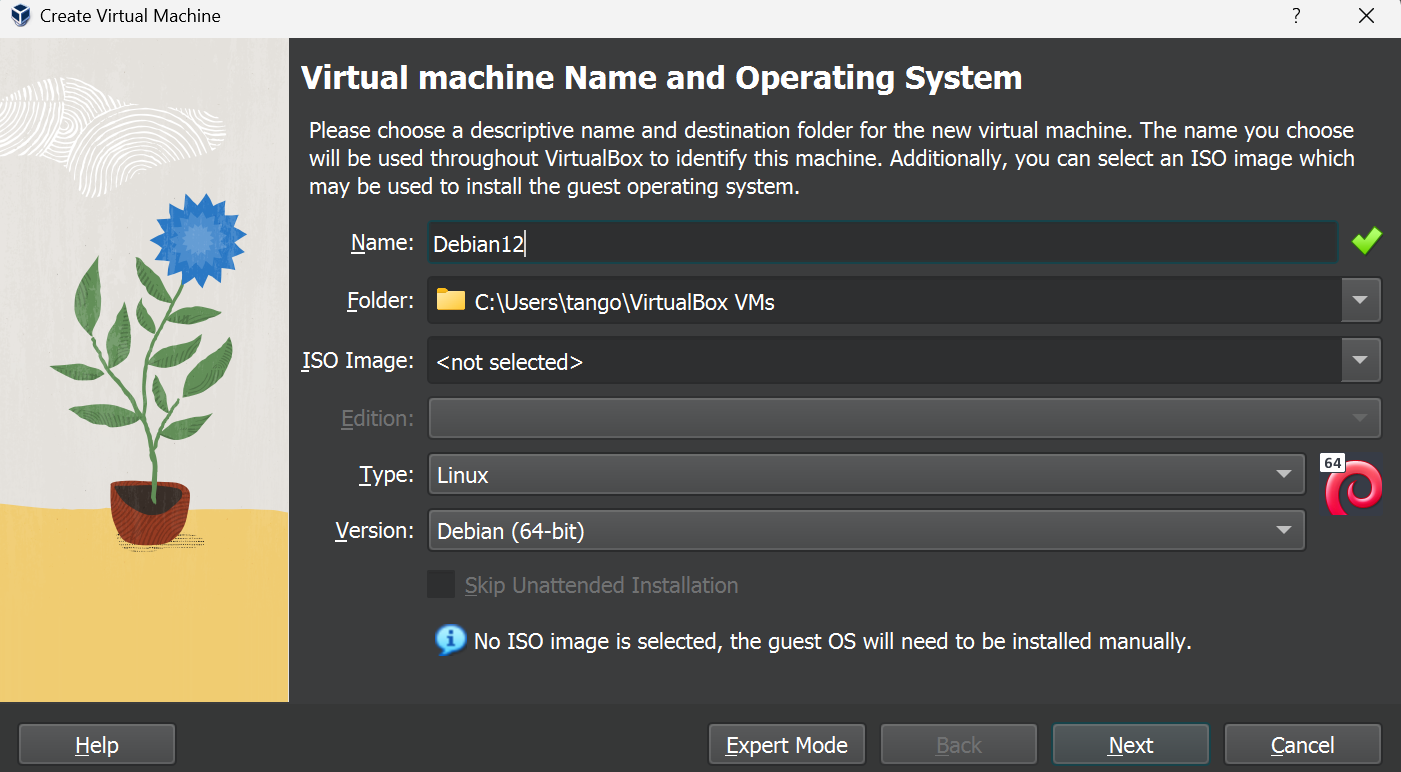 Create Virtual Machine
?
Virtual machine Name and Operating System
Please choose a descriptive name and destination folder for the new virtual machine. The name you choose
will be used throughout VirtualBox to identify this machine. Additionally, you can select an ISO image which
may be used to install the guest operating system.
Name: Debian12
Folder: C:\Users\tango\VirtualBox VMs
ISO Image: <not selected>
Edition:
Type: Linux
64
Version: Debian (64-bit)
Skip Unattended Installation
No ISO image is selected, the guest OS will need to be installed manually.
Help Expert Mode Back Next Cancel